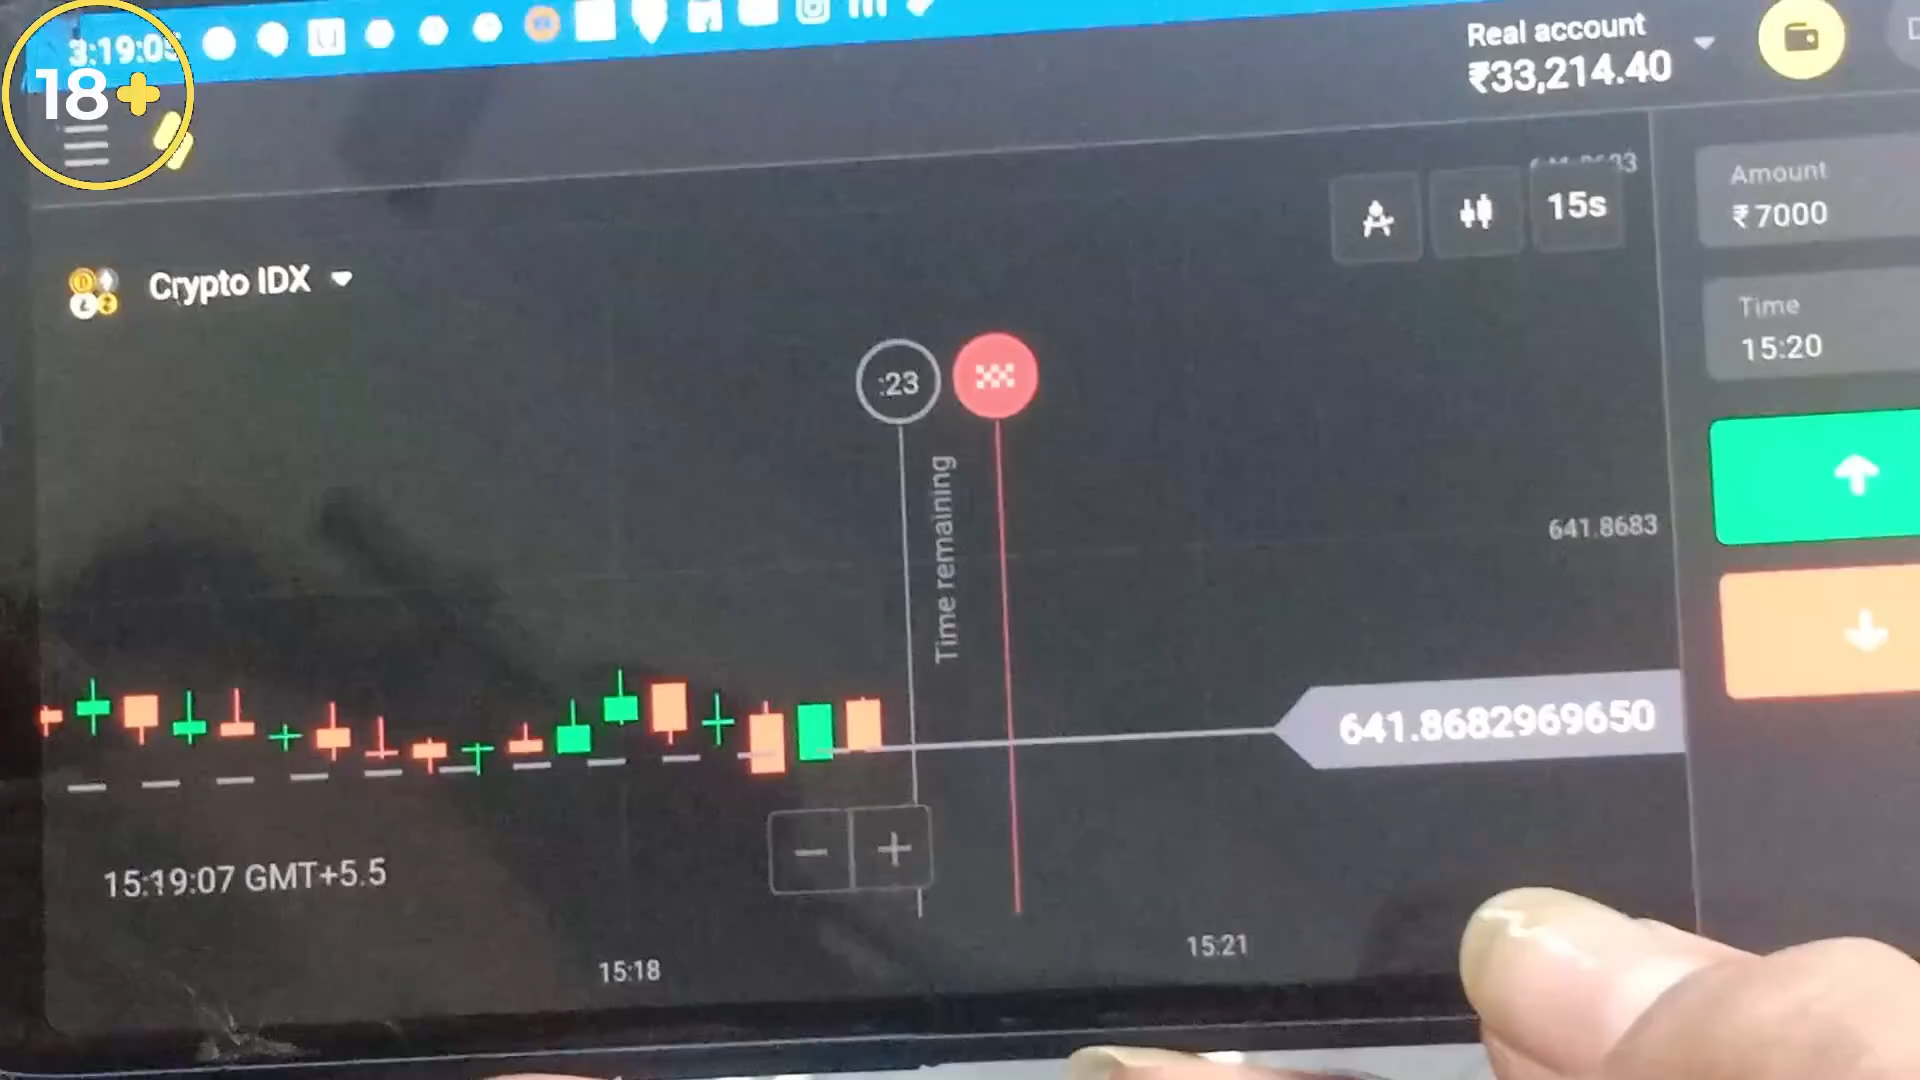 3:19:05
18+
Real account
₹33,214.40
Amount
₹7000
15s
Crypto IDX
Time
15:20
:23
Time remaining
641.8683
641.8682969650
15:19:07 GMT+5.5
15:18
15:21